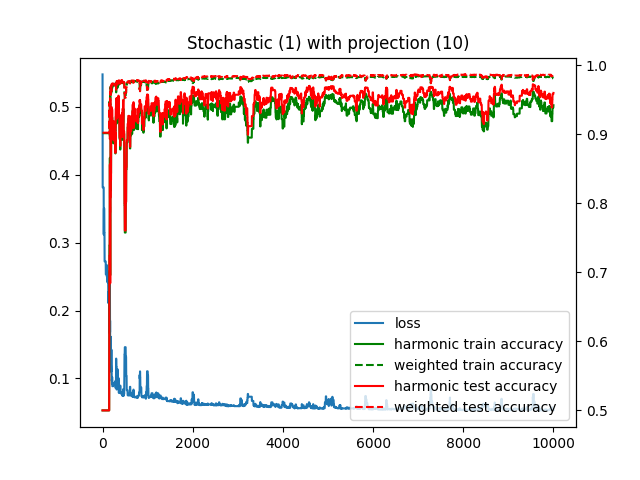 Stochastic (1) with projection (10)
0.5
0.4
0.3
0.2
0.1
1.0
0.9
0.8
0.7
0.6
0.5
loss
harmonic train accuracy
weighted train accuracy
harmonic test accuracy
weighted test accuracy
0 2000 4000 6000 8000 10000